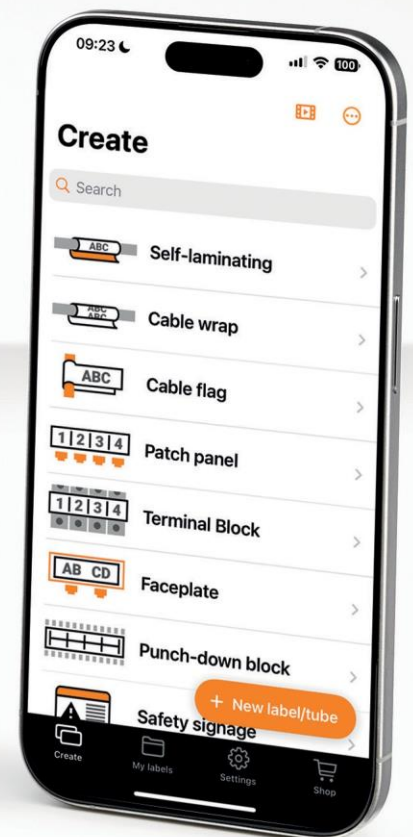 09:23
100
Create
Search
ABC
Self-laminating
ABC
ABC
Cable wrap
ABC
Cable flag
1 2 3 4
Patch panel
1 2 3 4
Terminal Block
AB CD
Faceplate
Punch-down block
Safety signage
+ New label/tube
Create
My labels
Settings
Shop